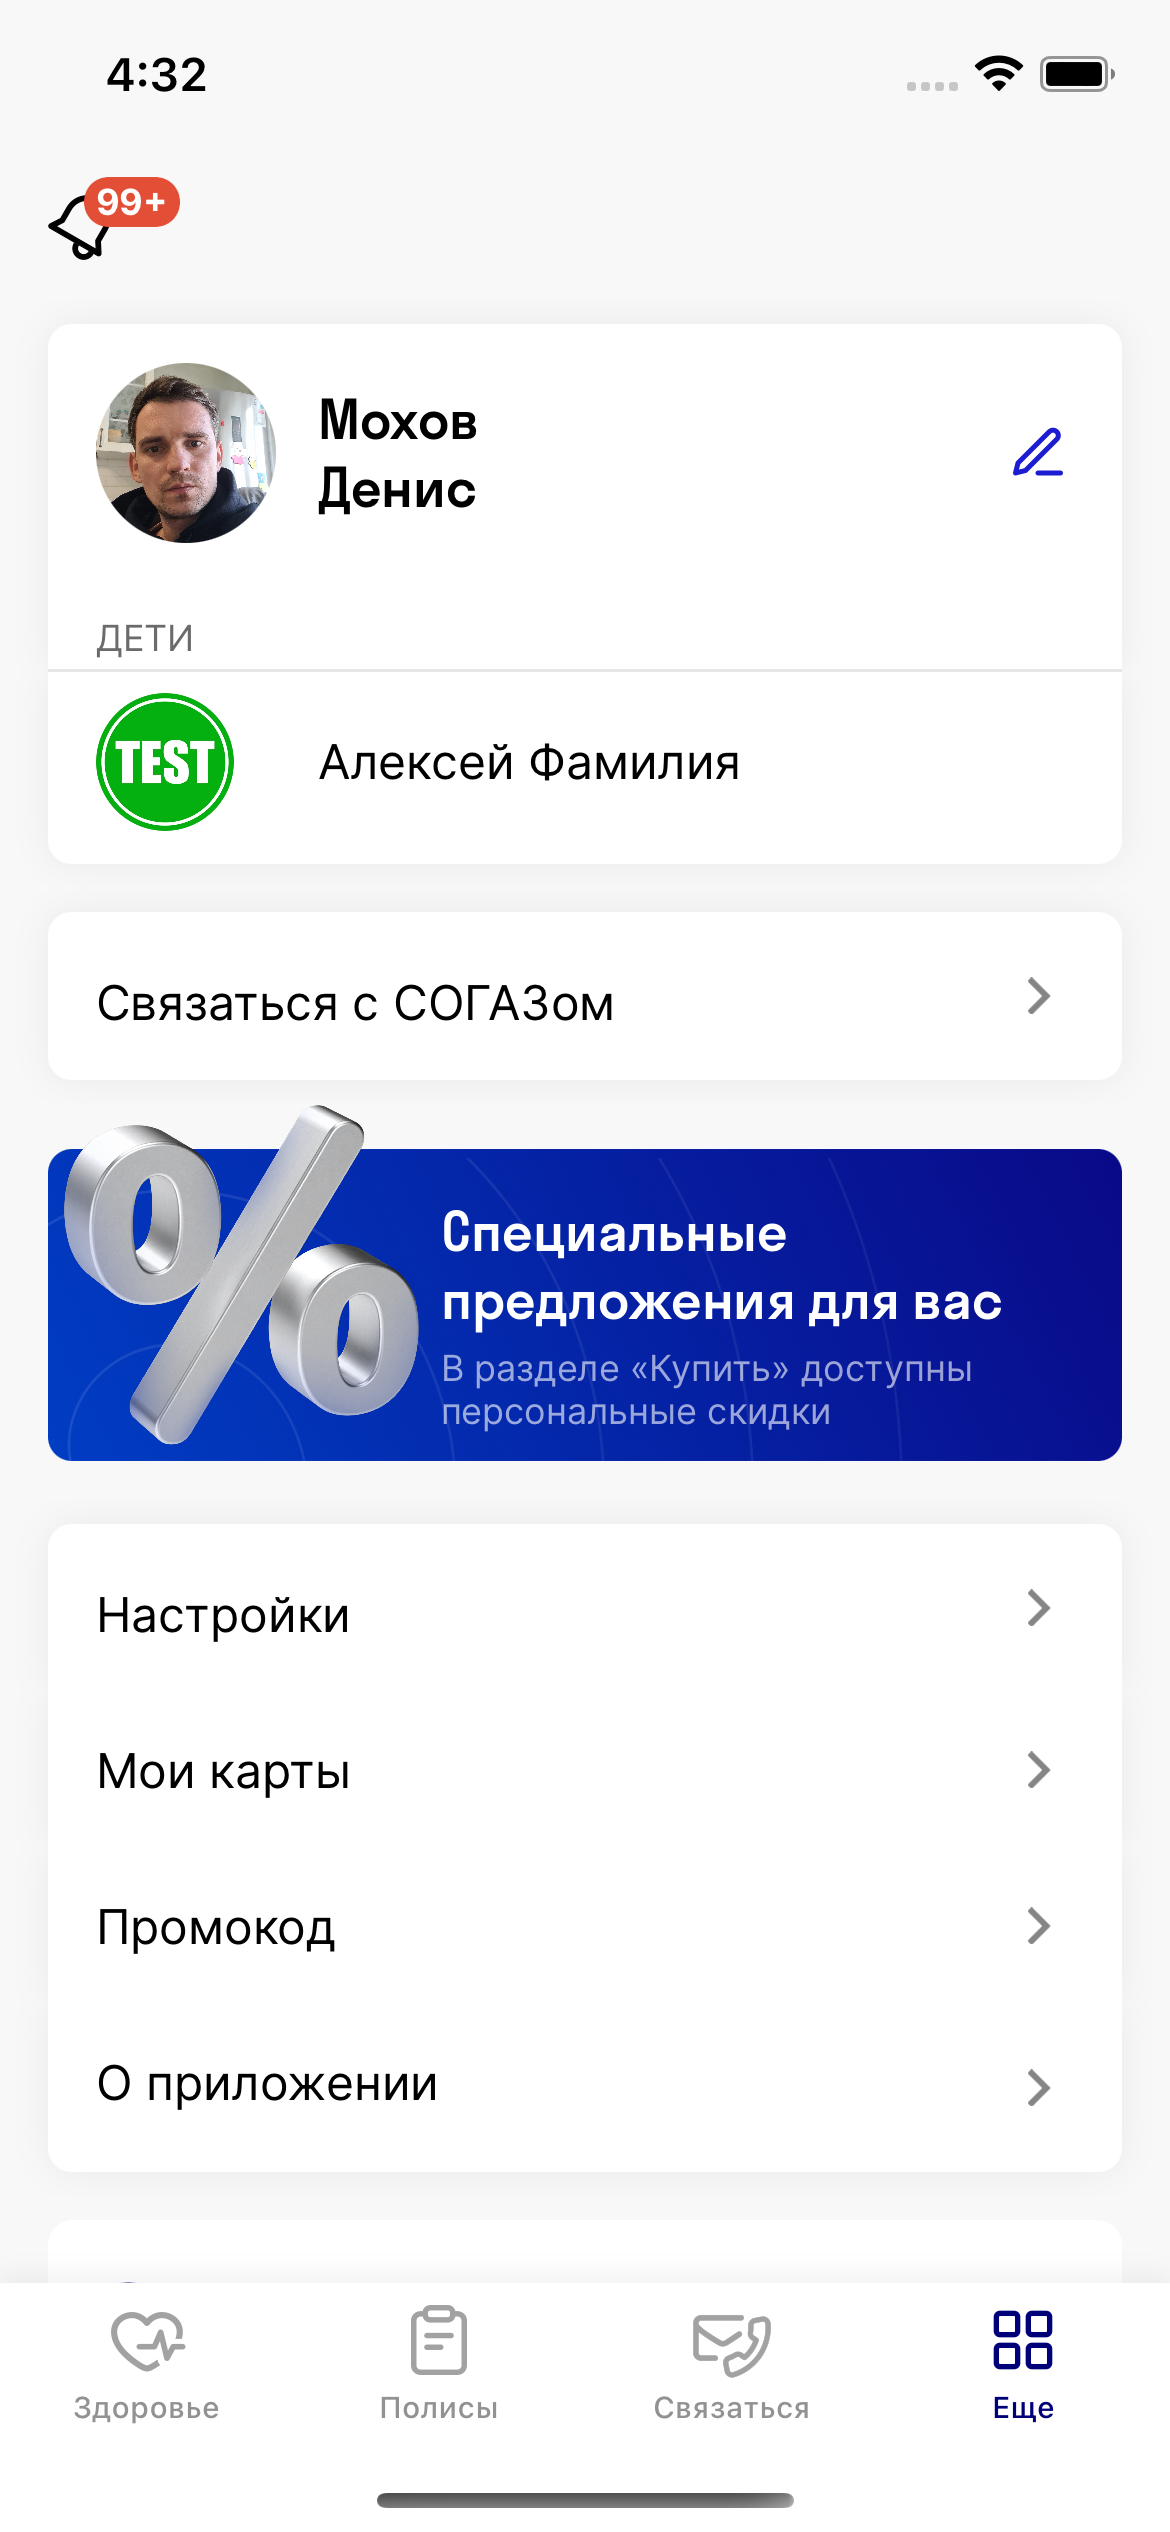 4:32
99+
Мохов
Денис
ДЕТИ
TEST
Алексей Фамилия
Связаться с СОГАЗом
%
Специальные
предложения для вас
В разделе «Купить» доступны
персональные скидки
Настройки
Мои карты
Промокод
О приложении
Здоровье
Полисы
Связаться
Еще